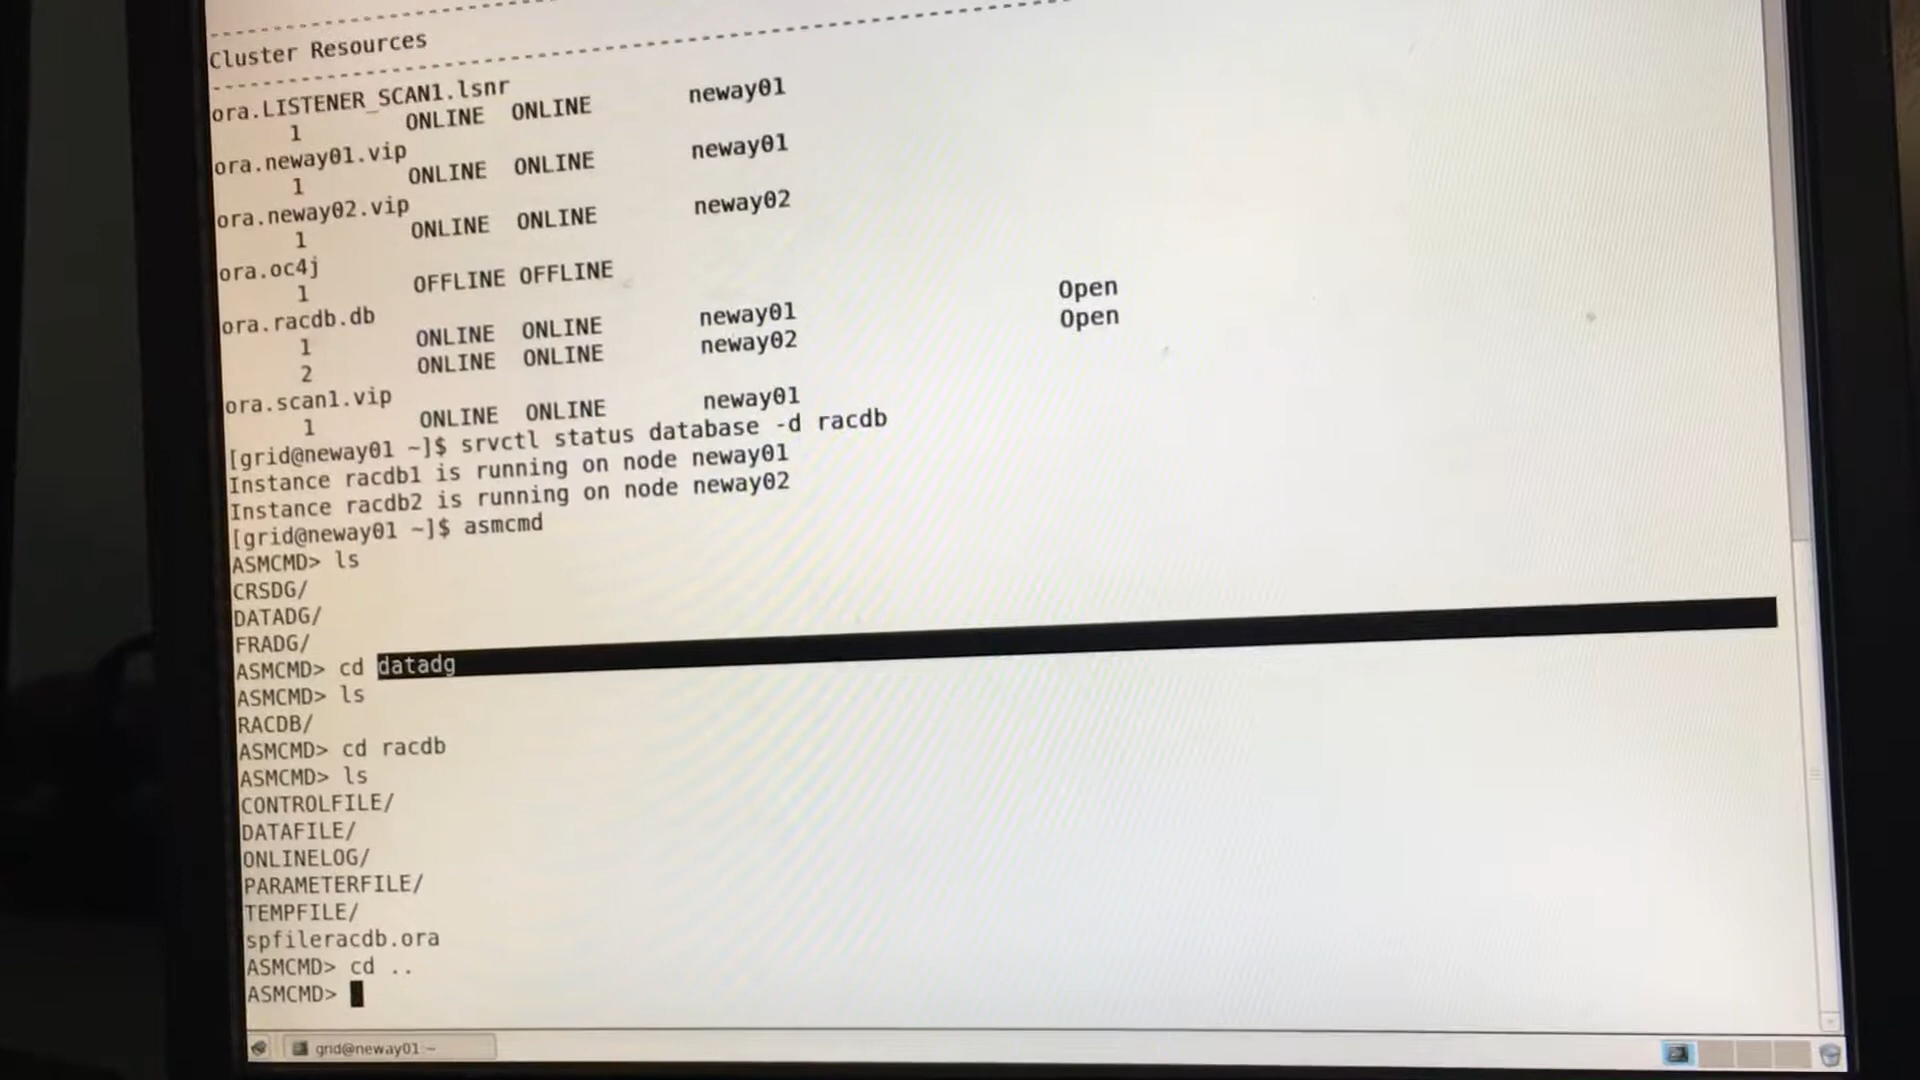 --------------------------------------------------------------------------------
Cluster Resources
--------------------------------------------------------------------------------
ora.LISTENER_SCAN1.lsnr
1 ONLINE ONLINE neway01
ora.neway01.vip
1 ONLINE ONLINE neway01
ora.neway02.vip
1 ONLINE ONLINE neway02
ora.oc4j
1 OFFLINE OFFLINE
ora.racdb.db
1 ONLINE ONLINE neway01 Open
2 ONLINE ONLINE neway02 Open
ora.scan1.vip
1 ONLINE ONLINE neway01
[grid@neway01 ~]$ srvctl status database -d racdb
Instance racdb1 is running on node neway01
Instance racdb2 is running on node neway02
[grid@neway01 ~]$ asmcmd
ASMCMD> ls
CRSDG/
DATADG/
FRADG/
ASMCMD> cd datadg
ASMCMD> ls
RACDB/
ASMCMD> cd racdb
ASMCMD> ls
CONTROLFILE/
DATAFILE/
ONLINELOG/
PARAMETERFILE/
TEMPFILE/
spfileracdb.ora
ASMCMD> cd ..
ASMCMD>
grid@neway01:~